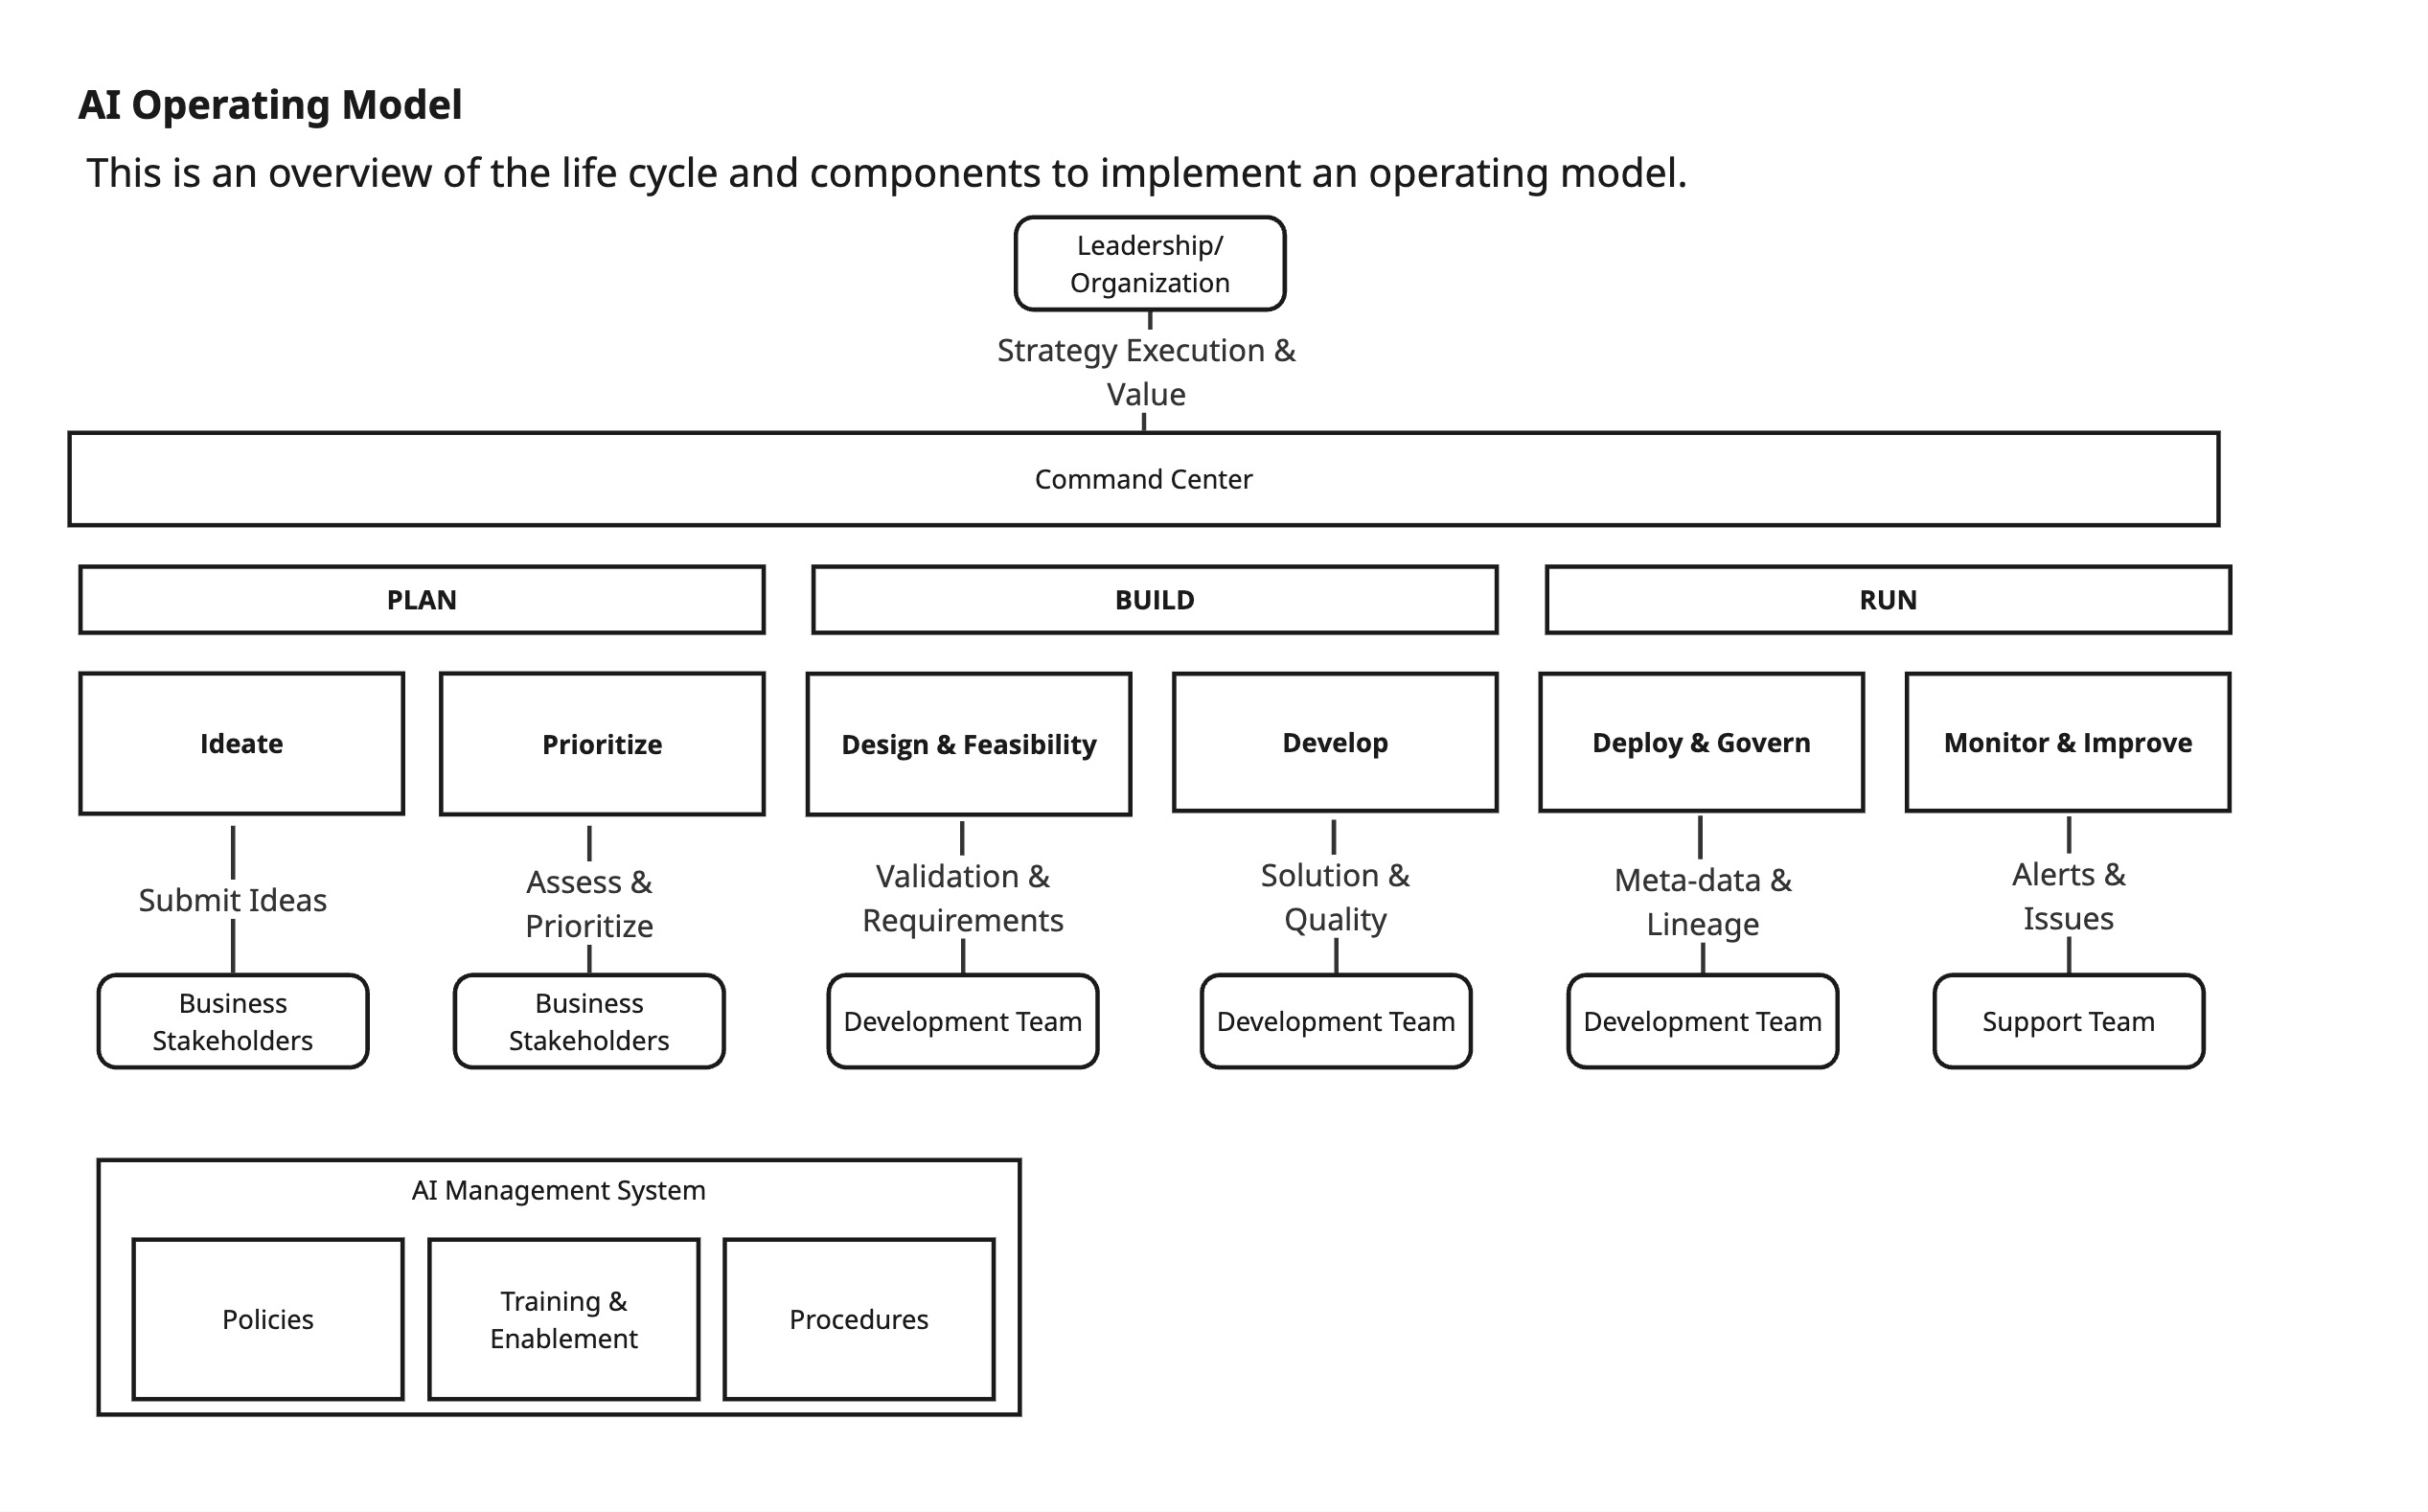 AI Operating Model
This is an overview of the life cycle and components to implement an operating model.
Leadership/
Organization
Strategy Execution &
Value
Command Center
PLAN
BUILD
RUN
Ideate
Prioritize
Design & Feasibility
Develop
Deploy & Govern
Monitor & Improve
Submit Ideas
Assess &
Prioritize
Validation &
Requirements
Solution &
Quality
Meta-data &
Lineage
Alerts &
Issues
Business
Stakeholders
Business
Stakeholders
Development Team
Development Team
Development Team
Support Team
AI Management System
Policies
Training &
Enablement
Procedures